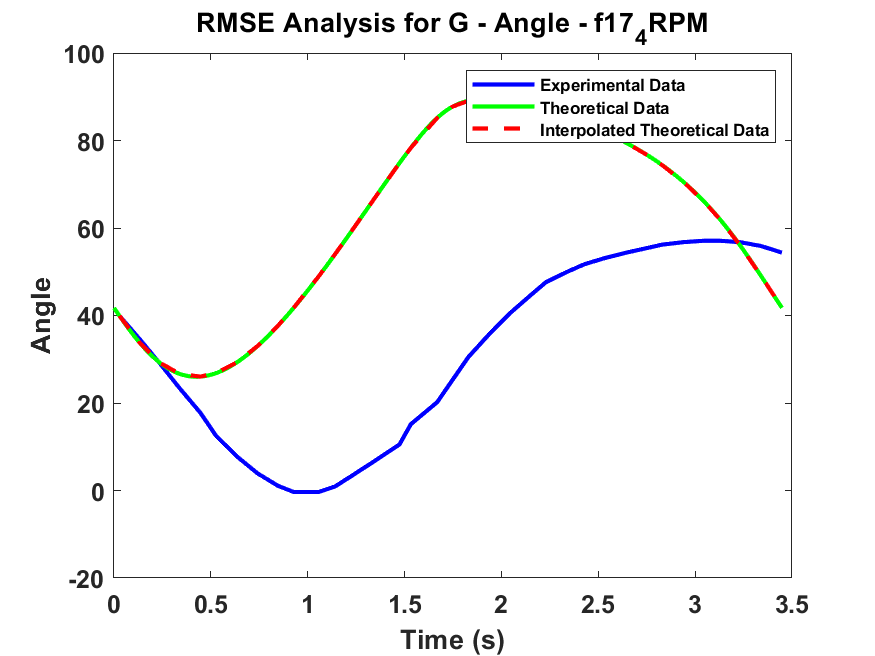 RMSE Analysis for G - Angle - f17₄RPM
Experimental Data
Theoretical Data
Interpolated Theoretical Data
100
80
60
40
20
0
-20
Angle
0 0.5 1 1.5 2 2.5 3 3.5
Time (s)